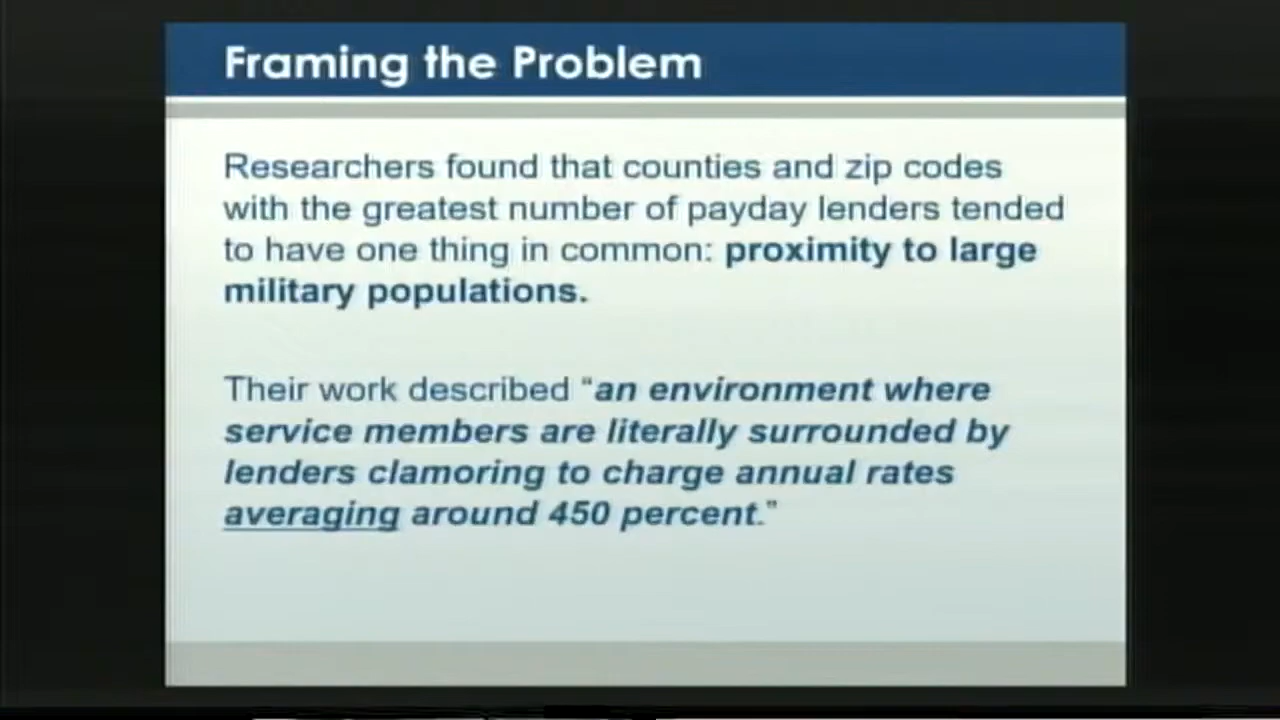 Framing the Problem
Researchers found that counties and zip codes
with the greatest number of payday lenders tended
to have one thing in common: proximity to large
military populations.
Their work described “an environment where
service members are literally surrounded by
lenders clamoring to charge annual rates
averaging around 450 percent.”